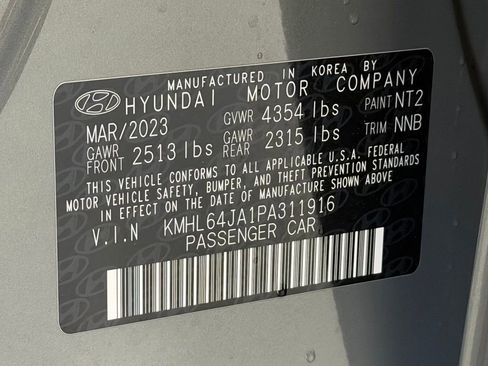 MANUFACTURED IN KOREA BY
HYUNDAI MOTOR COMPANY
MAR/2023 GVWR 4354 lbs PAINT NT2
GAWR FRONT 2513 lbs GAWR REAR 2315 lbs TRIM NNB
THIS VEHICLE CONFORMS TO ALL APPLICABLE U.S.A. FEDERAL
MOTOR VEHICLE SAFETY, BUMPER, AND THEFT PREVENTION STANDARDS
IN EFFECT ON THE DATE OF MANUFACTURE SHOWN ABOVE
V.I.N KMHL64JA1PA311916
PASSENGER CAR